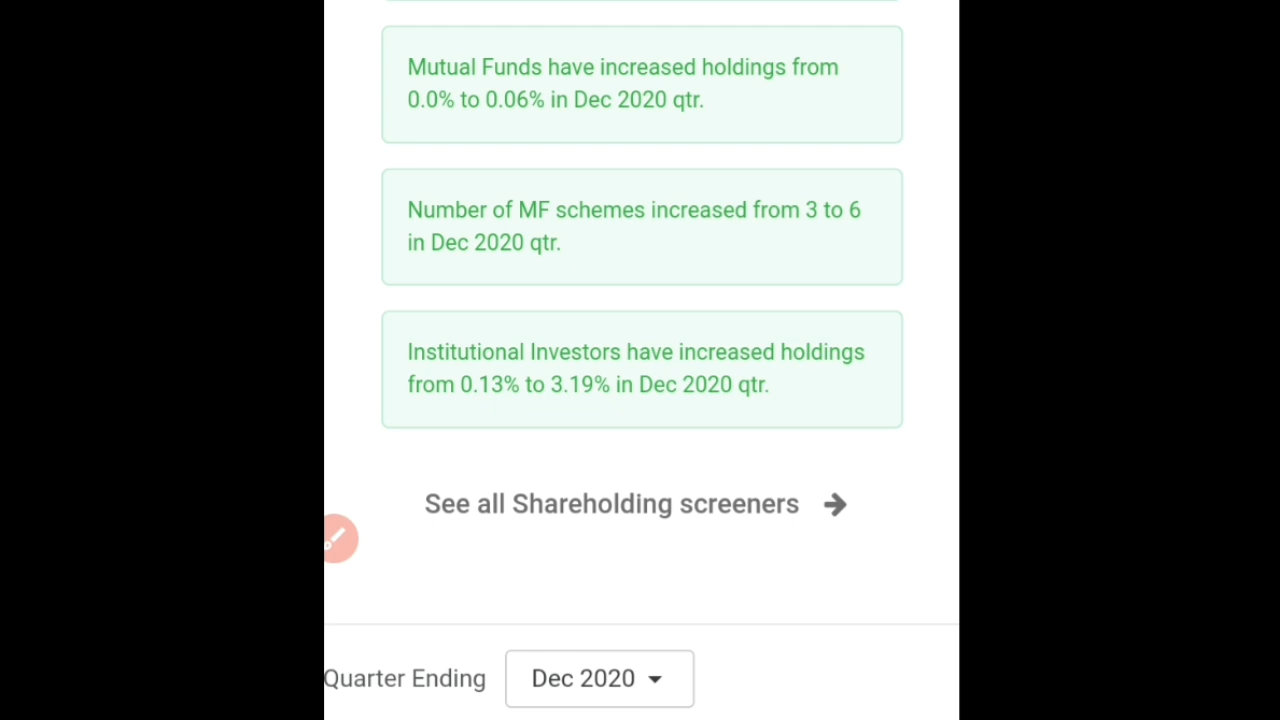 Mutual Funds have increased holdings from
0.0% to 0.06% in Dec 2020 qtr.
Number of MF schemes increased from 3 to 6
in Dec 2020 qtr.
Institutional Investors have increased holdings
from 0.13% to 3.19% in Dec 2020 qtr.
See all Shareholding screeners
Quarter Ending Dec 2020